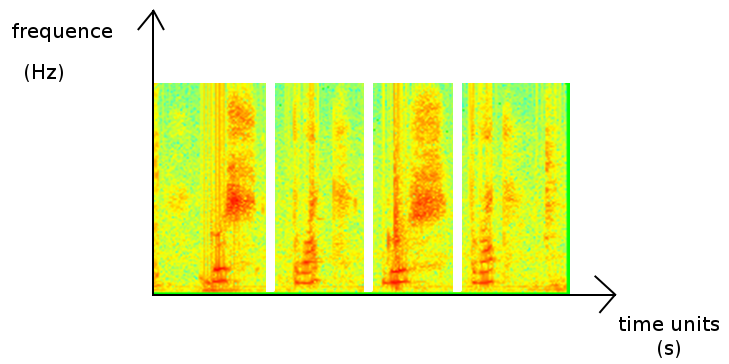 frequence
(Hz)
time units
(s)